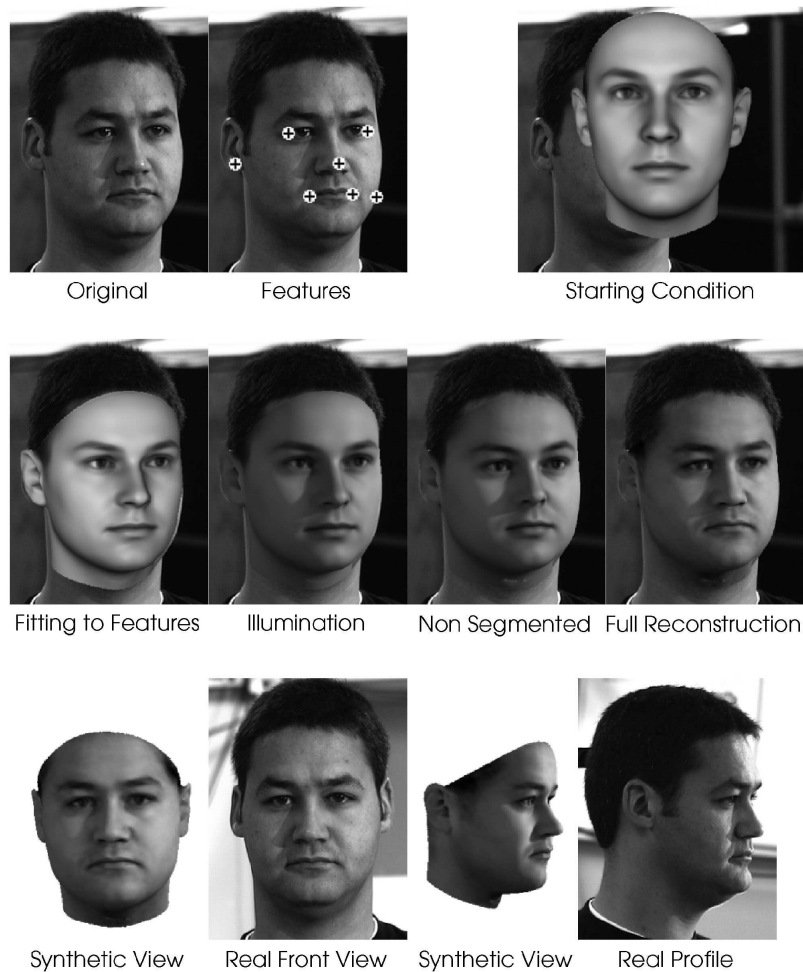 Original Features Starting Condition
Fitting to Features Illumination Non Segmented Full Reconstruction
Synthetic View Real Front View Synthetic View Real Profile